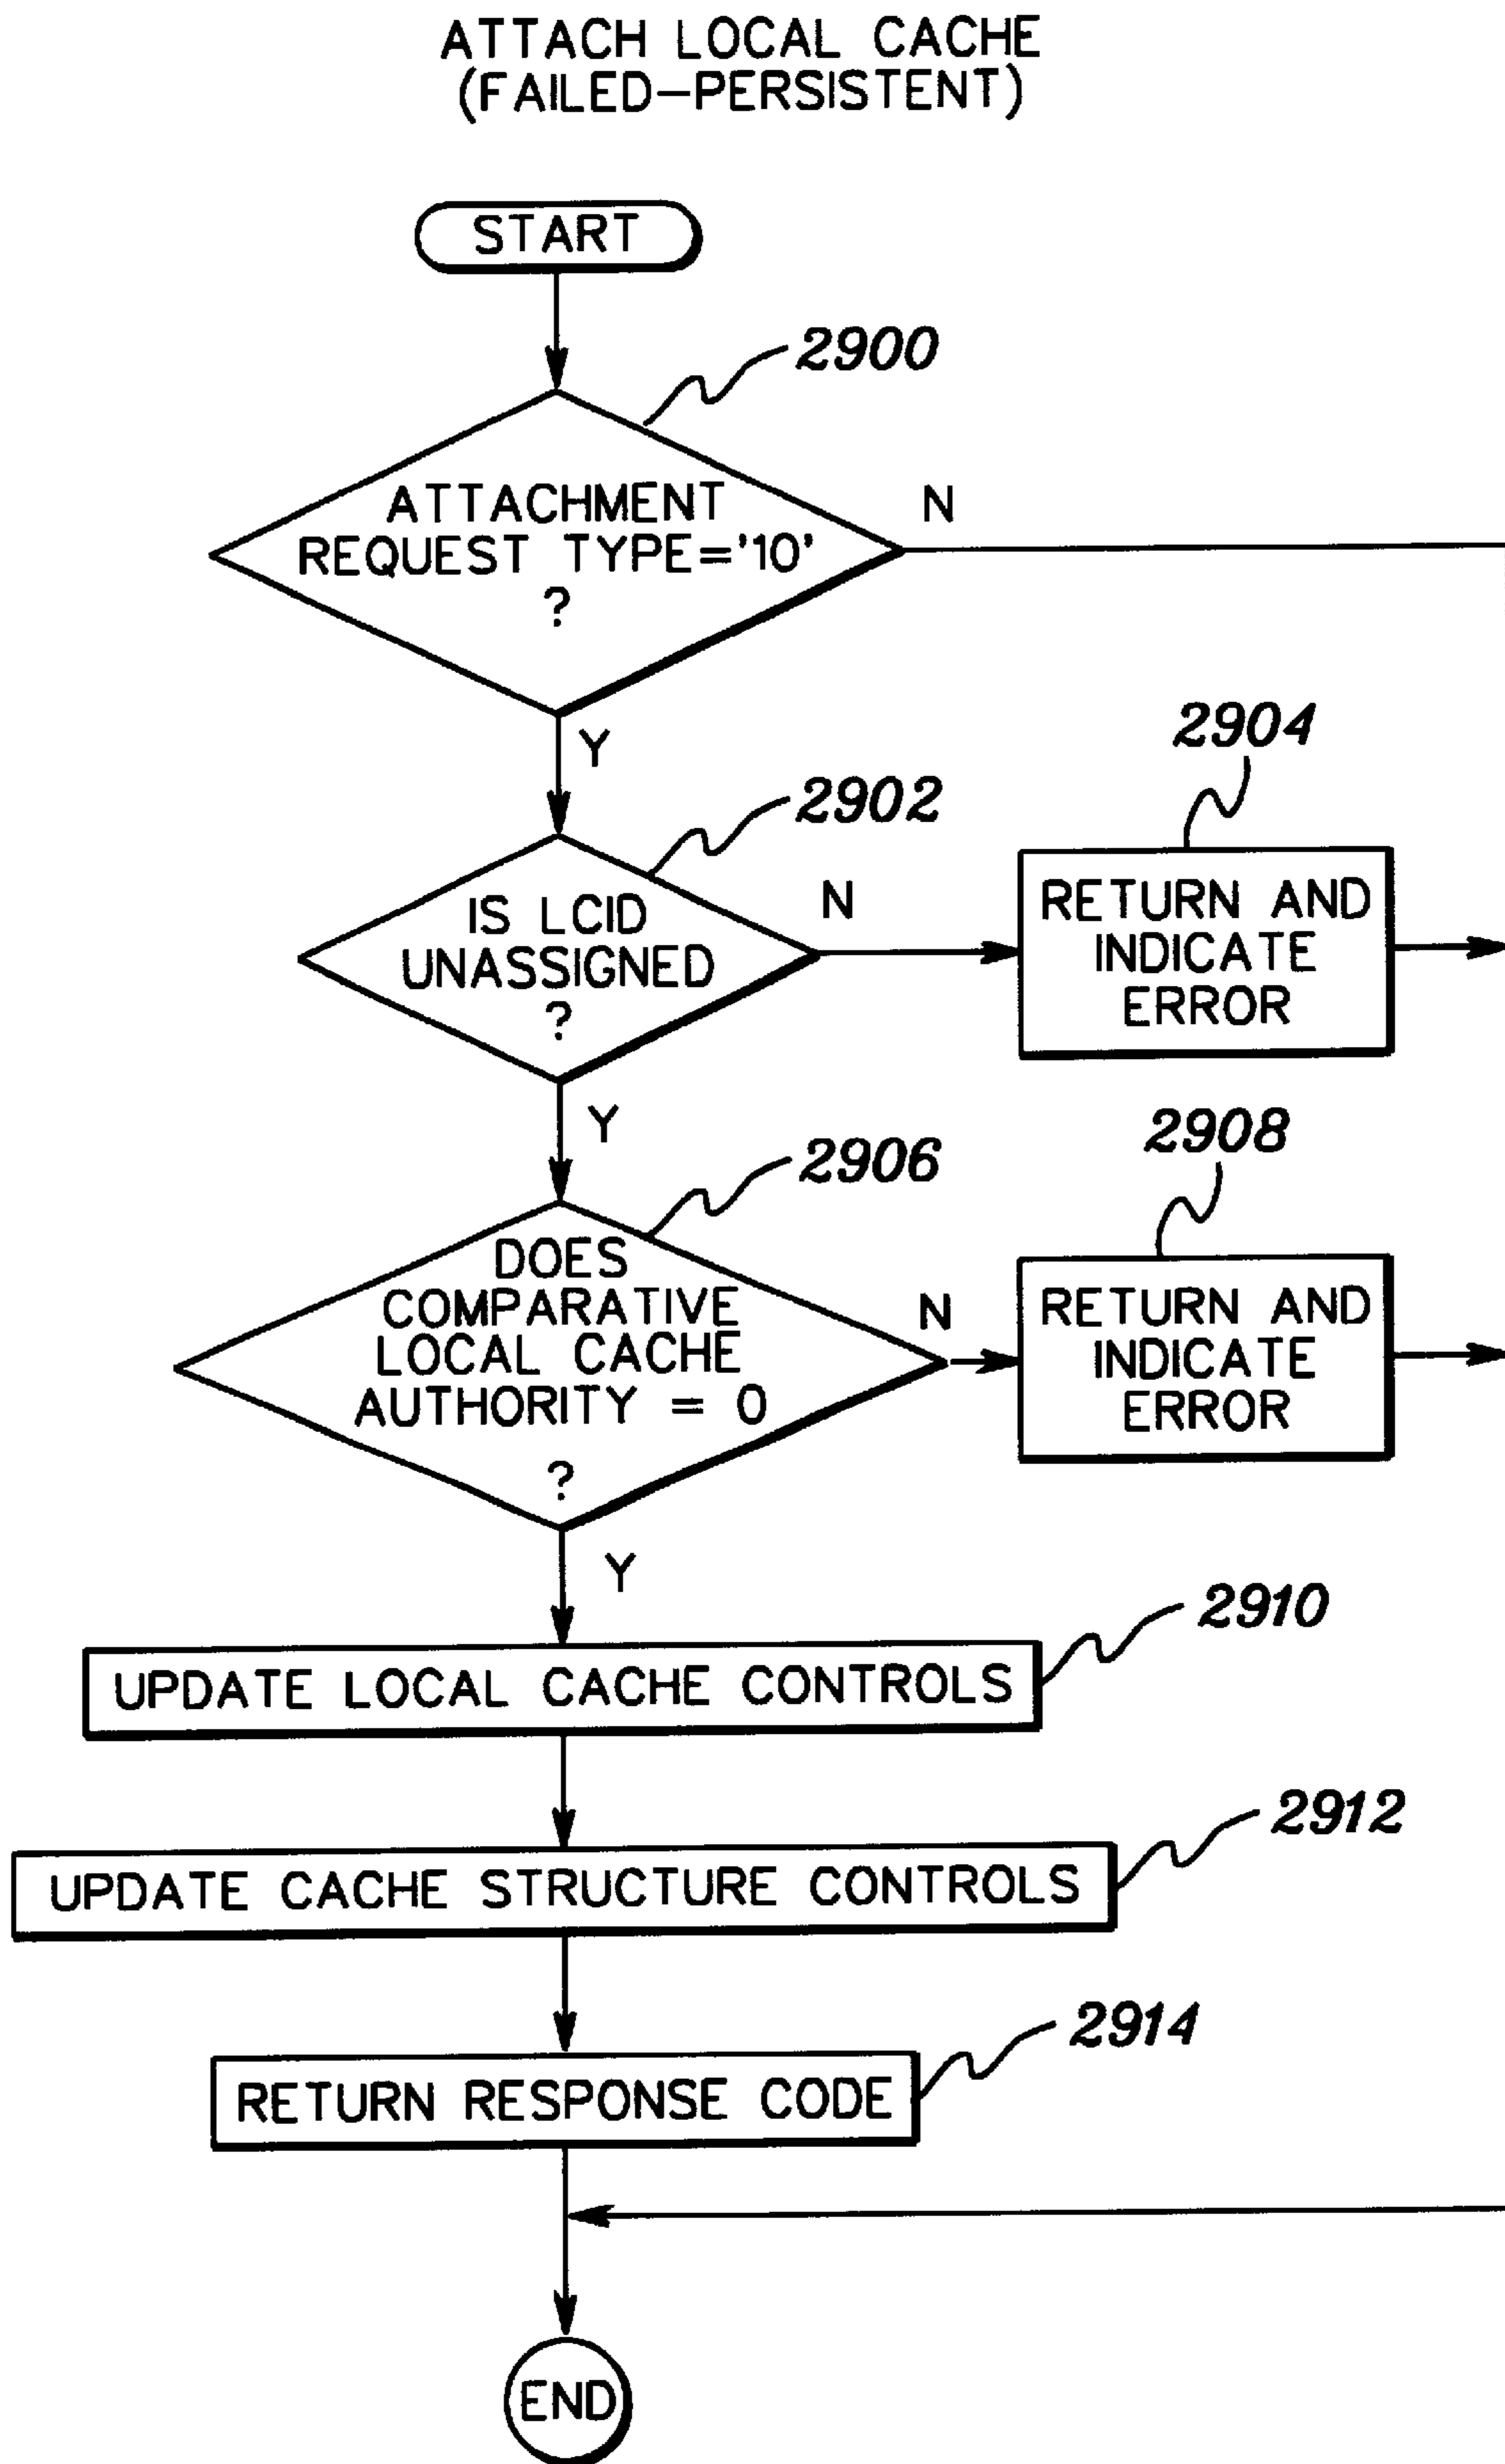 ATTACH LOCAL CACHE
(FAILED-PERSISTENT)
START
2900
ATTACHMENT
REQUEST TYPE='10'
?
N
Y
2902
IS LCID
UNASSIGNED
?
N
2904
RETURN AND
INDICATE
ERROR
Y
2906
DOES
COMPARATIVE
LOCAL CACHE
AUTHORITY = 0
?
N
2908
RETURN AND
INDICATE
ERROR
Y
2910
UPDATE LOCAL CACHE CONTROLS
2912
UPDATE CACHE STRUCTURE CONTROLS
2914
RETURN RESPONSE CODE
END